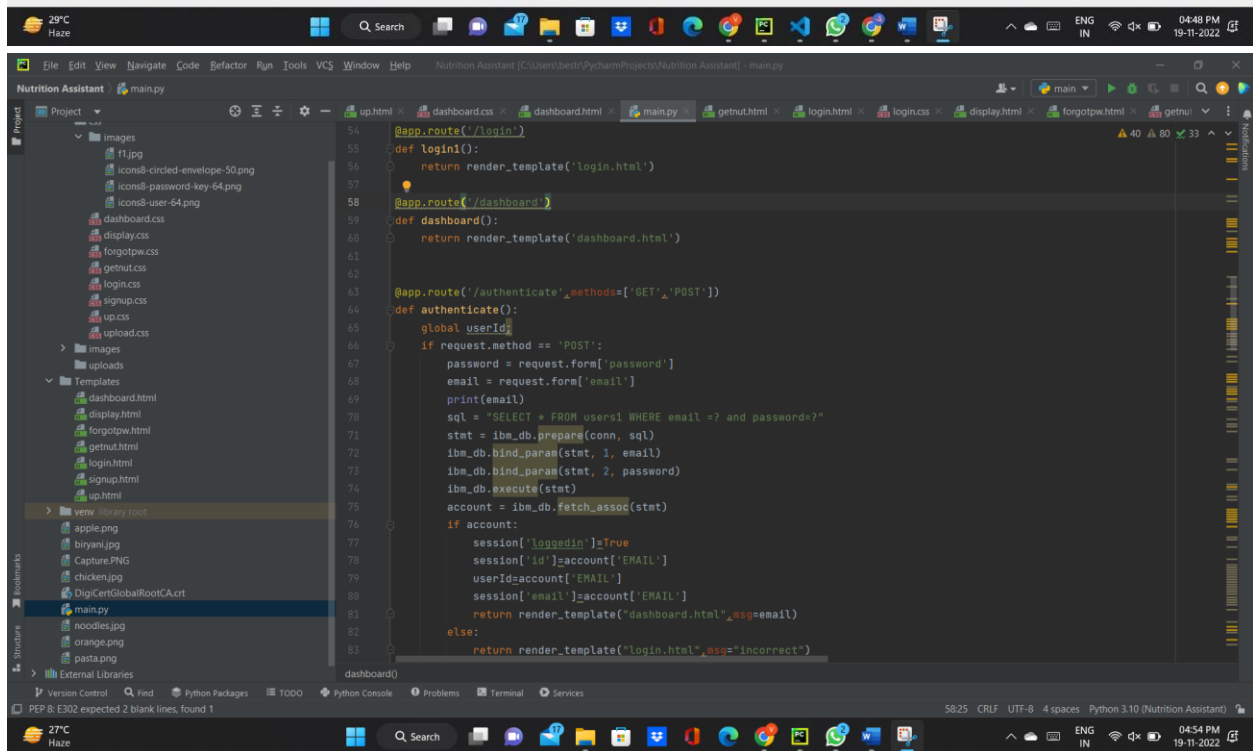 29°C
Haze
Search
17
2
ENG
IN
04:48 PM
19-11-2022
File Edit View Navigate Code Refactor Run Tools VCS Window Help Nutrition Assistant [C:\Users\bestr\PycharmProjects\Nutrition Assistant] - main.py
Nutrition Assistant main.py
main
Project
up.html dashboard.css dashboard.html main.py getnut.html login.html login.css display.html forgotpw.html getnut
40 80 33
css
images
f1.jpg
icons8-circled-envelope-50.png
icons8-password-key-64.png
icons8-user-64.png
dashboard.css
display.css
forgotpw.css
getnut.css
login.css
signup.css
up.css
upload.css
images
uploads
Templates
dashboard.html
display.html
forgotpw.html
getnut.html
login.html
signup.html
up.html
venv library root
apple.png
biryani.jpg
Capture.PNG
chicken.jpg
DigiCertGlobalRootCA.crt
main.py
noodles.jpg
orange.png
pasta.png
External Libraries
54 @app.route('/login')
55 def login1():
56 return render_template('login.html')
57
58 @app.route('/dashboard')
59 def dashboard():
60 return render_template('dashboard.html')
61
62
63 @app.route('/authenticate',methods=['GET','POST'])
64 def authenticate():
65 global userId;
66 if request.method == 'POST':
67 password = request.form['password']
68 email = request.form['email']
69 print(email)
70 sql = "SELECT * FROM users1 WHERE email =? and password=?"
71 stmt = ibm_db.prepare(conn, sql)
72 ibm_db.bind_param(stmt, 1, email)
73 ibm_db.bind_param(stmt, 2, password)
74 ibm_db.execute(stmt)
75 account = ibm_db.fetch_assoc(stmt)
76 if account:
77 session['loggedin']=True
78 session['id']=account['EMAIL']
79 userId=account['EMAIL']
80 session['email']=account['EMAIL']
81 return render_template("dashboard.html",msg=email)
82 else:
83 return render_template("login.html",msg="incorrect")
dashboard()
Project
Bookmarks
Structure
Notifications
Version Control Find Python Packages TODO Python Console Problems Terminal Services
PEP 8: E302 expected 2 blank lines, found 1
58:25 CRLF UTF-8 4 spaces Python 3.10 (Nutrition Assistant)
27°C
Haze
Search
17
2
ENG
IN
04:54 PM
19-11-2022